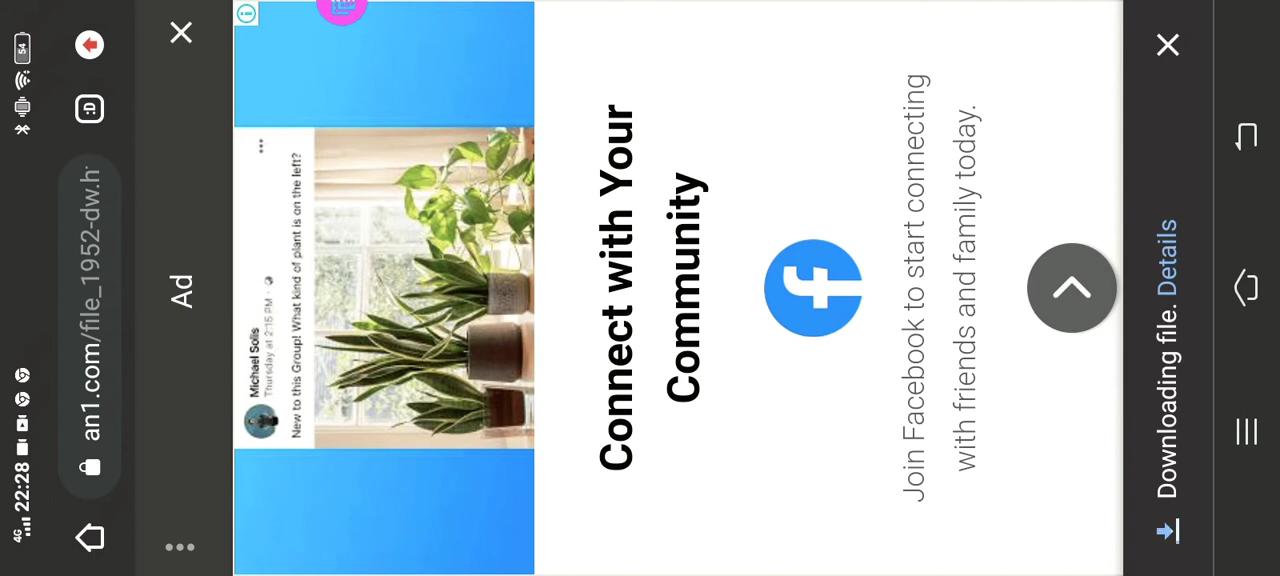 4G 22:28 54
an1.com/file_1952-dw.h
:D
Ad
Michael Solis
Thursday at 2:15 PM
New to this Group! What kind of plant is on the left?
Connect with Your
Community
f
Join Facebook to start connecting
with friends and family today.
Downloading file. Details